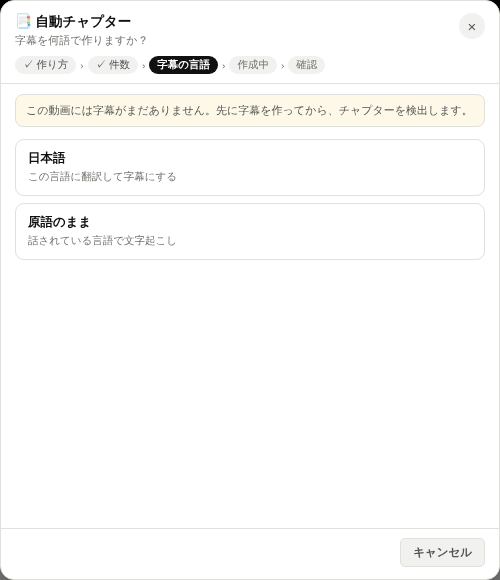 📑 自動チャプター
字幕を何語で作りますか？
×
✓ 作り方 › ✓ 件数 › 字幕の言語 › 作成中 › 確認
この動画には字幕がまだありません。先に字幕を作ってから、チャプターを検出します。
日本語
この言語に翻訳して字幕にする
原語のまま
話されている言語で文字起こし
キャンセル